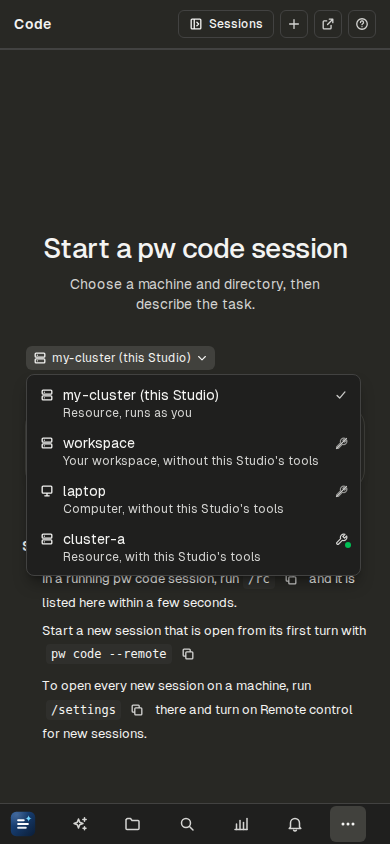 Code
Sessions
Start a pw code session
Choose a machine and directory, then
describe the task.
my-cluster (this Studio)
my-cluster (this Studio)
Resource, runs as you
workspace
Your workspace, without this Studio's tools
laptop
Computer, without this Studio's tools
cluster-a
Resource, with this Studio's tools
In a running pw code session, run /rc and it is
listed here within a few seconds.
Start a new session that is open from its first turn with
pw code --remote
To open every new session on a machine, run
/settings there and turn on Remote control
for new sessions.